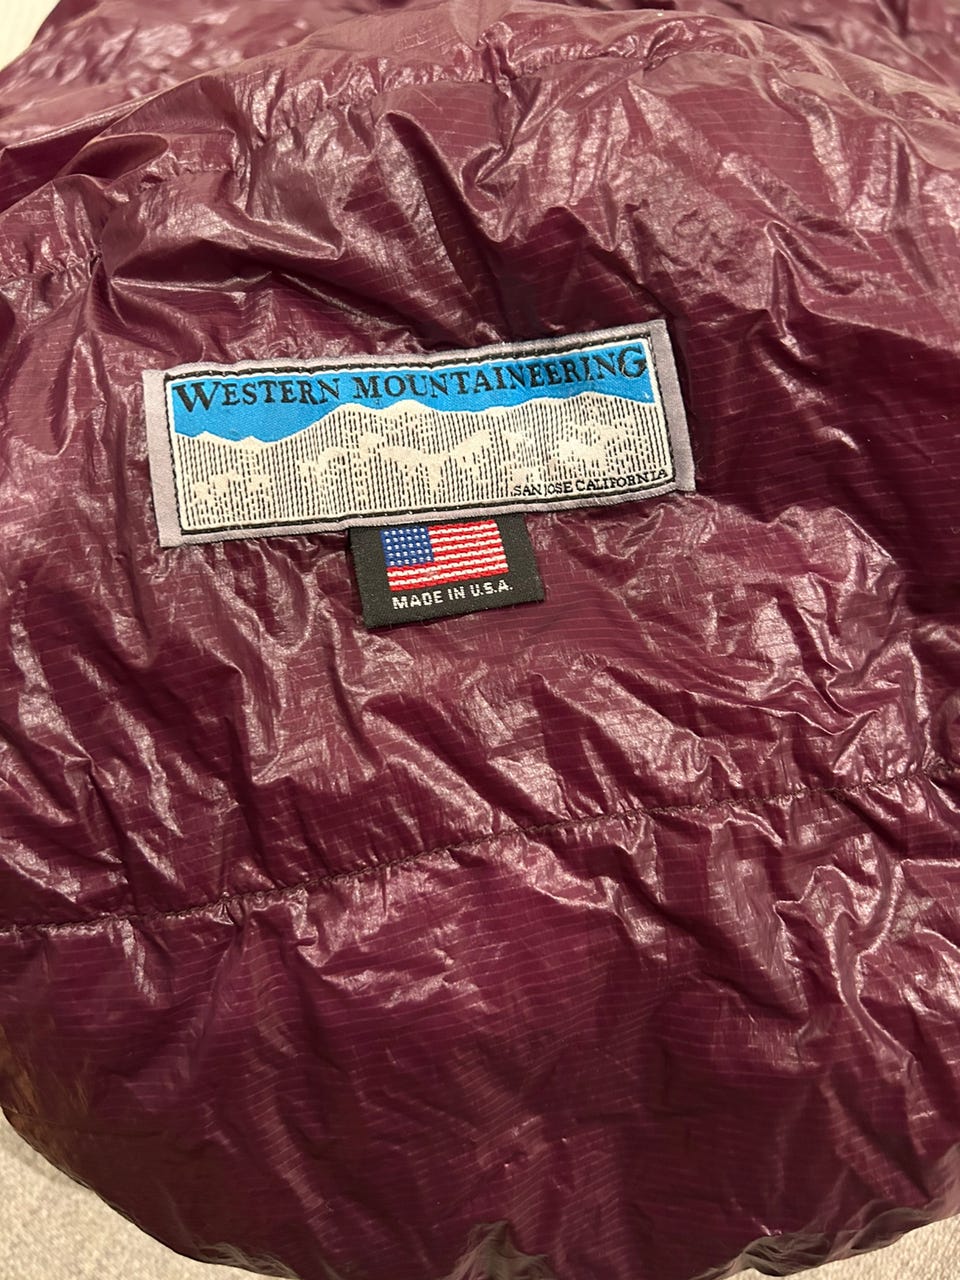 WESTERN MOUNTAINEERING
SAN JOSE CALIFORNIA
MADE IN U.S.A.